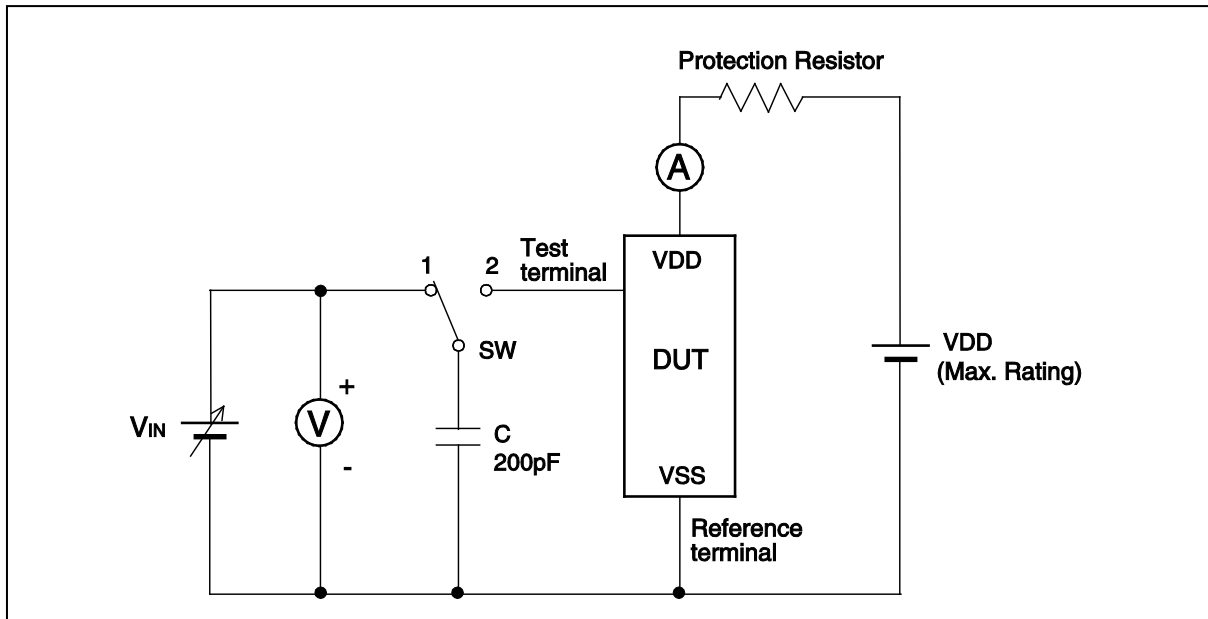 Protection Resistor
A
1
2
Test
terminal
VDD
SW
DUT
VDD
(Max. Rating)
+
VIN
V
C
200pF
-
VSS
Reference
terminal